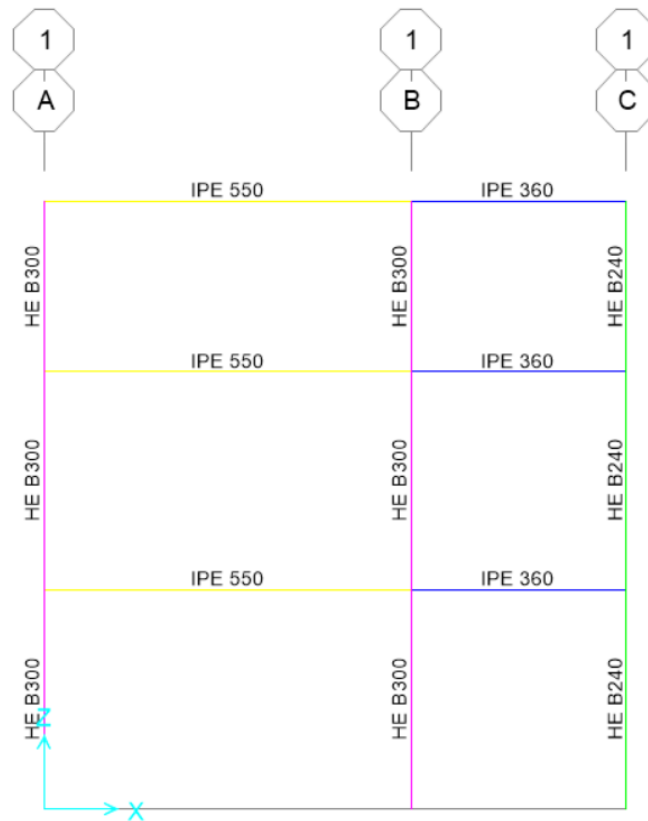 1 1 1
A B C
IPE 550 IPE 360
HE B300 HE B300 HE B240
IPE 550 IPE 360
HE B300 HE B300 HE B240
IPE 550 IPE 360
HE B300 HE B300 HE B240
Z
X